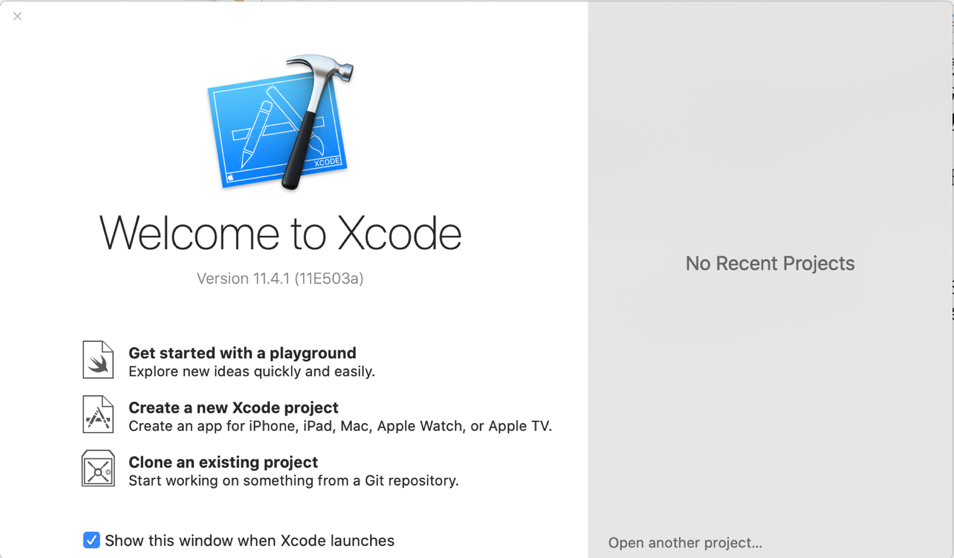 XCODE
Welcome to Xcode
Version 11.4.1 (11E503a)
Get started with a playground
Explore new ideas quickly and easily.
Create a new Xcode project
Create an app for iPhone, iPad, Mac, Apple Watch, or Apple TV.
Clone an existing project
Start working on something from a Git repository.
Show this window when Xcode launches
No Recent Projects
Open another project...